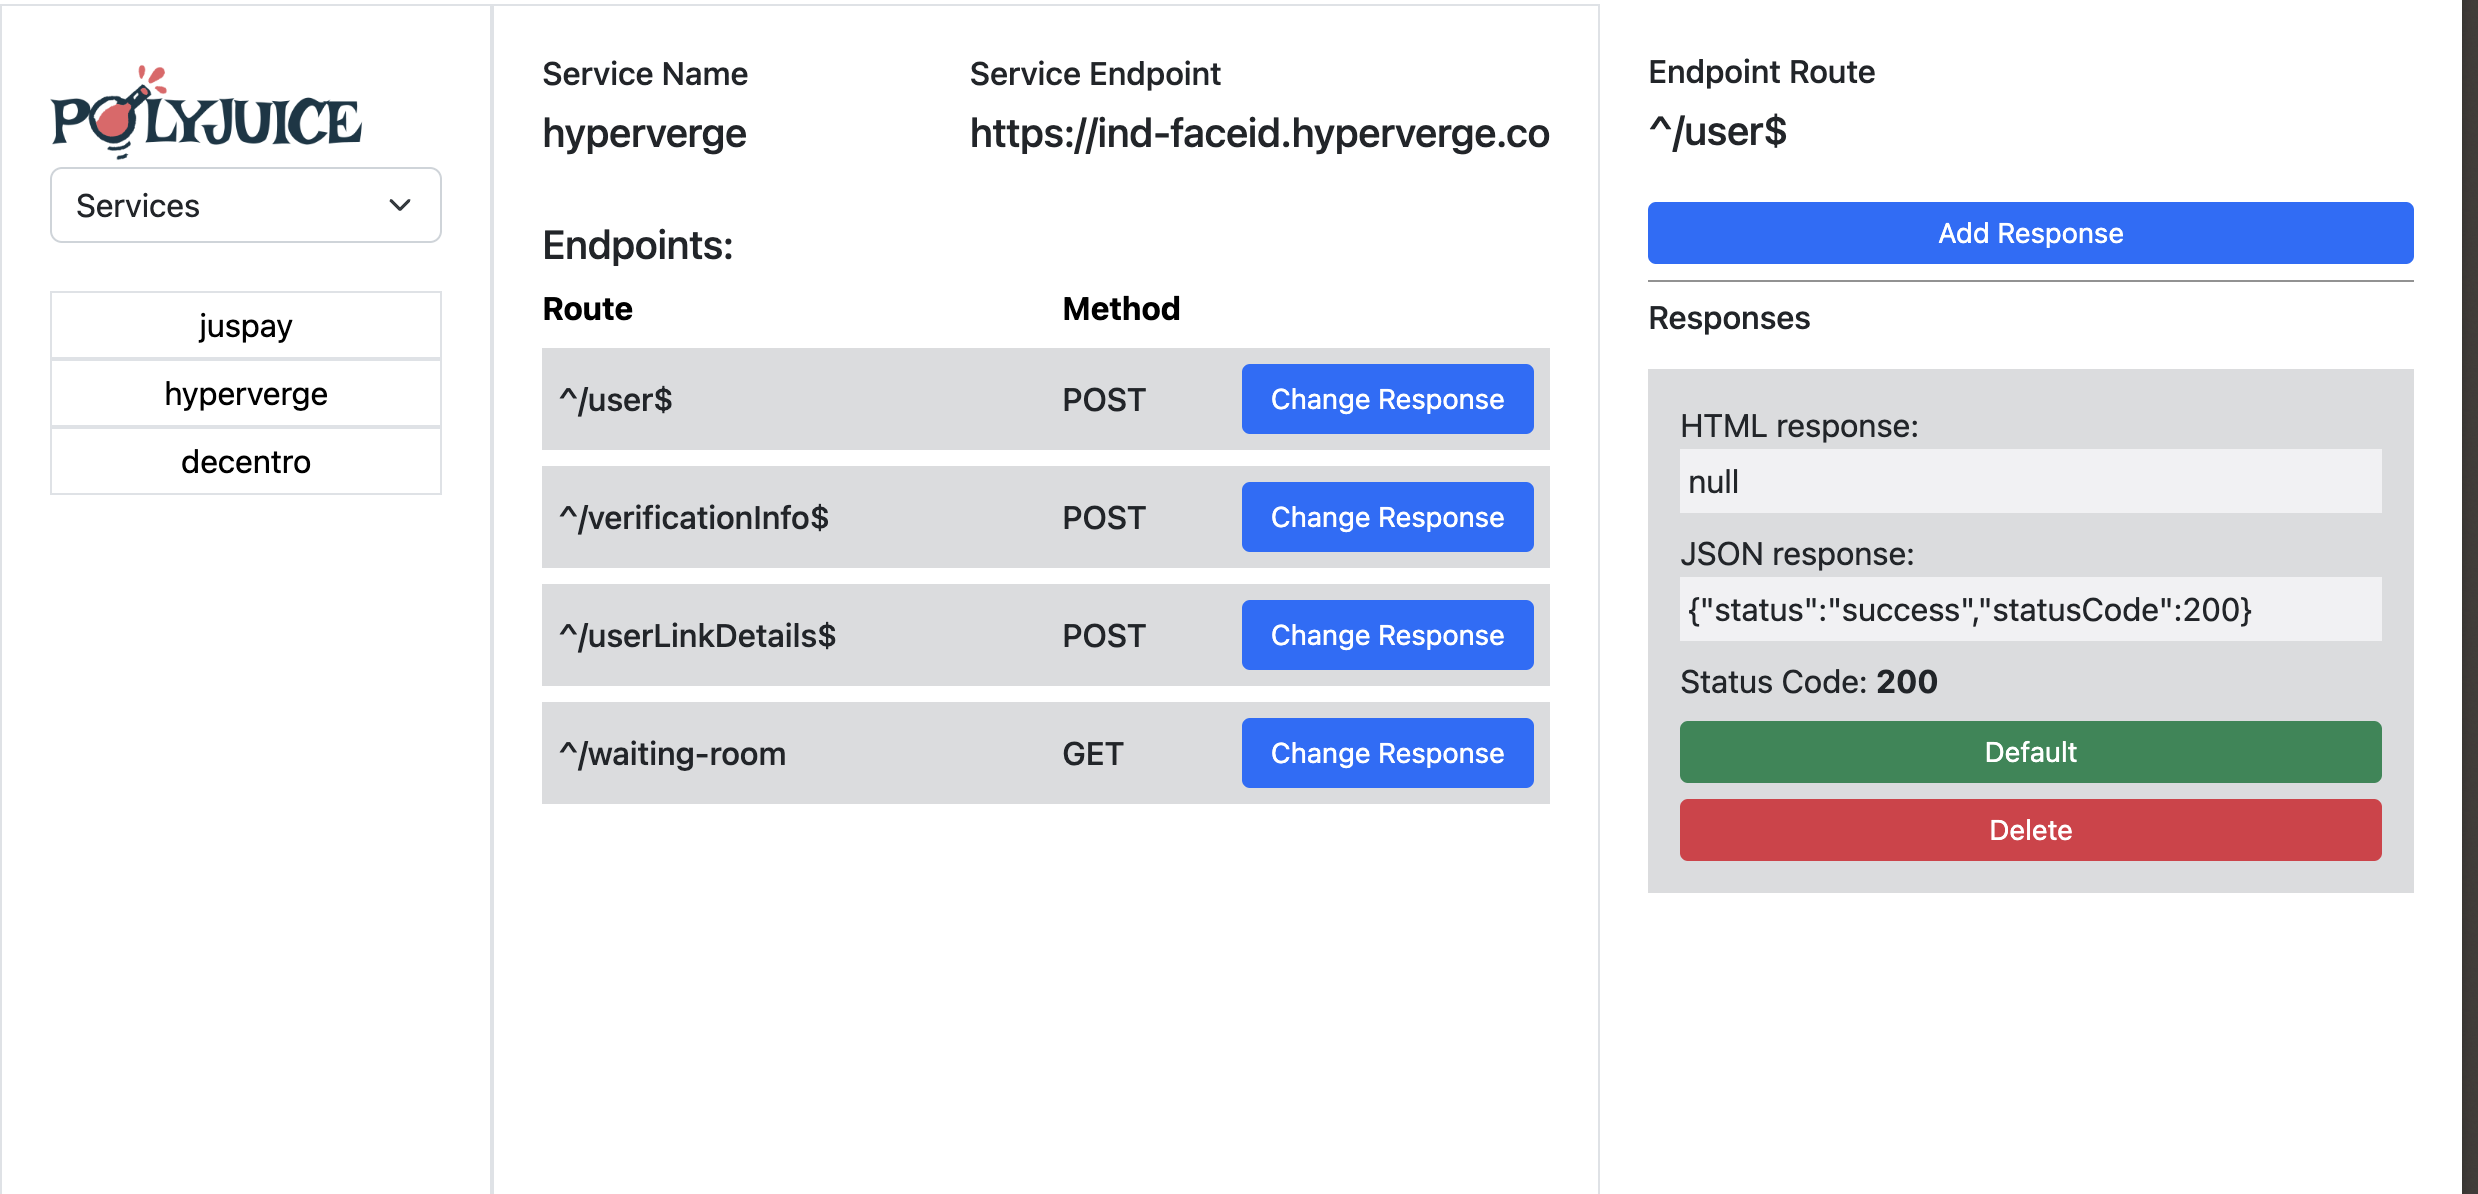 POLYJUICE
Services
juspay
hyperverge
decentro
Service Name
hyperverge
Service Endpoint
https://ind-faceid.hyperverge.co
Endpoints:
Route Method
^/user$ POST Change Response
^/verificationInfo$ POST Change Response
^/userLinkDetails$ POST Change Response
^/waiting-room GET Change Response
Endpoint Route
^/user$
Add Response
Responses
HTML response:
null
JSON response:
{"status":"success","statusCode":200}
Status Code: 200
Default
Delete